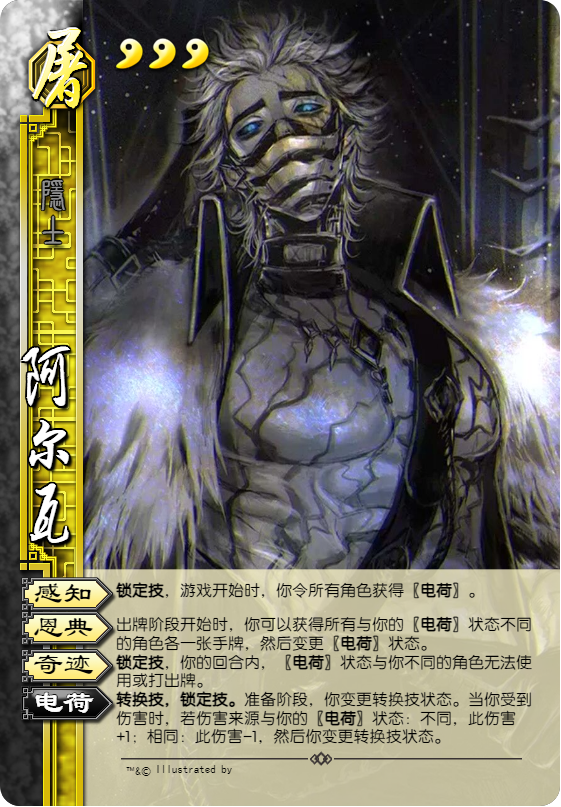 屠
隱士
阿尔瓦
感知
锁定技，游戏开始时，你令所有角色获得〖电荷〗。
恩典
出牌阶段开始时，你可以获得所有与你的〖电荷〗状态不同
的角色各一张手牌，然后变更〖电荷〗状态。
奇迹
锁定技，你的回合内，〖电荷〗状态与你不同的角色无法使
用或打出牌。
电荷
转换技，锁定技。准备阶段，你变更转换技状态。当你受到
伤害时，若伤害来源与你的〖电荷〗状态：不同，此伤害
+1；相同：此伤害-1，然后你变更转换技状态。
™&© Illustrated by